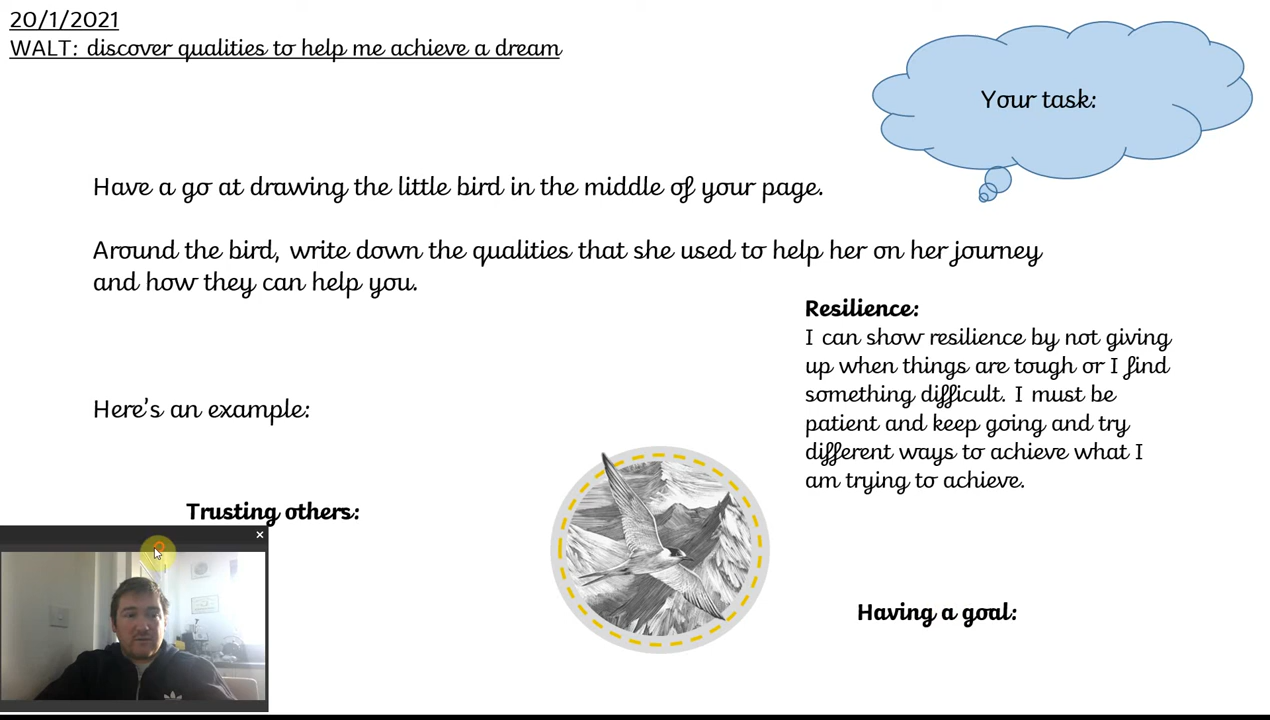 20/1/2021
WALT: discover qualities to help me achieve a dream
Your task:
Have a go at drawing the little bird in the middle of your page.
Around the bird, write down the qualities that she used to help her on her journey
and how they can help you.
Resilience:
I can show resilience by not giving
up when things are tough or I find
something difficult. I must be
patient and keep going and try
different ways to achieve what I
am trying to achieve.
Here's an example:
Trusting others:
Having a goal: